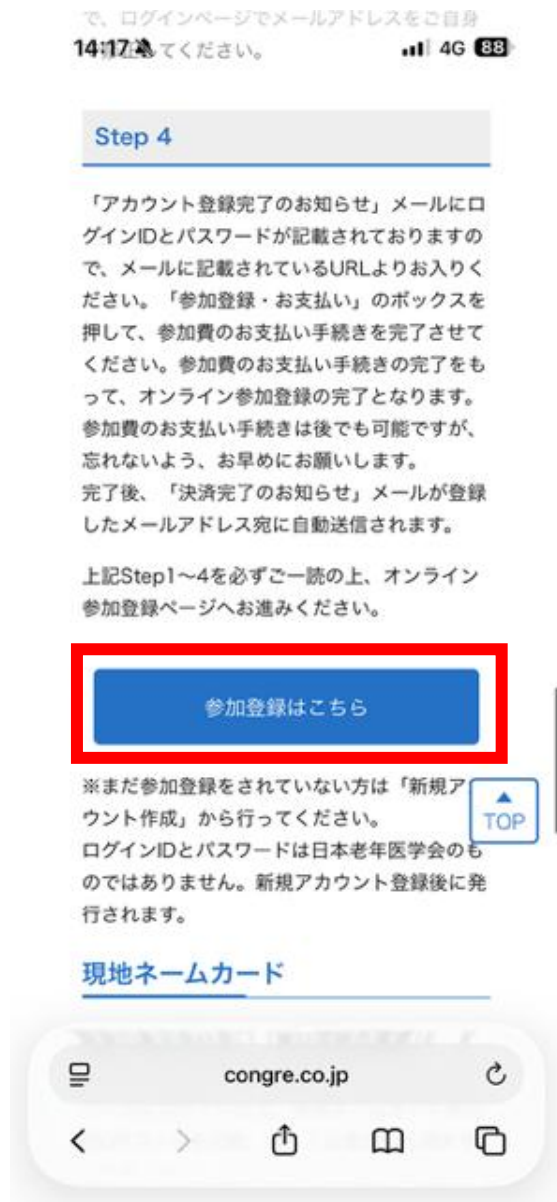 で、ログインページでメールアドレスをご自身
してください。
14:17
4G 88
Step 4
「アカウント登録完了のお知らせ」メールにロ
グインIDとパスワードが記載されておりますの
で、メールに記載されているURLよりお入りく
ださい。「参加登録・お支払い」のボックスを
押して、参加費のお支払い手続きを完了させて
ください。参加費のお支払い手続きの完了をも
って、オンライン参加登録の完了となります。
参加費のお支払い手続きは後でも可能ですが、
忘れないよう、お早めにお願いします。
完了後、「決済完了のお知らせ」メールが登録
したメールアドレス宛に自動送信されます。
上記Step1〜4を必ずご一読の上、オンライン
参加登録ページへお進みください。
参加登録はこちら
※まだ参加登録をされていない方は「新規ア
ウント作成」から行ってください。
TOP
ログインIDとパスワードは日本老年医学会のも
のではありません。新規アカウント登録後に発
行されます。
現地ネームカード
congre.co.jp